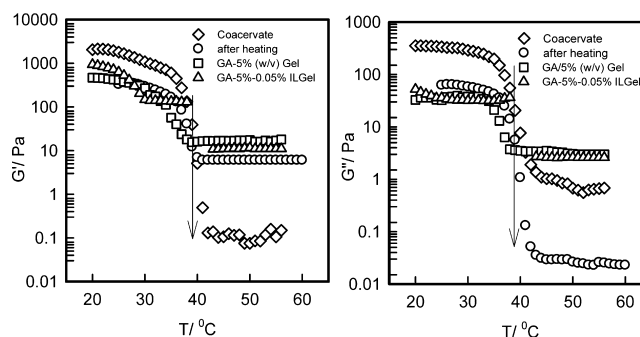 Coacervate
after heating
GA-5% (w/v) Gel
GA-5%-0.05 ILGel
10000
1000
100
10
1
0.1
0.01
G'/ Pa
20 30 40 50 60
T/ ⁰C
Coacervate
after heating
GA/5% (w/v) Gel
GA-5%-0.05% ILGel
1000
100
10
1
0.1
0.01
G''/ Pa
20 30 40 50 60
T/ ⁰C